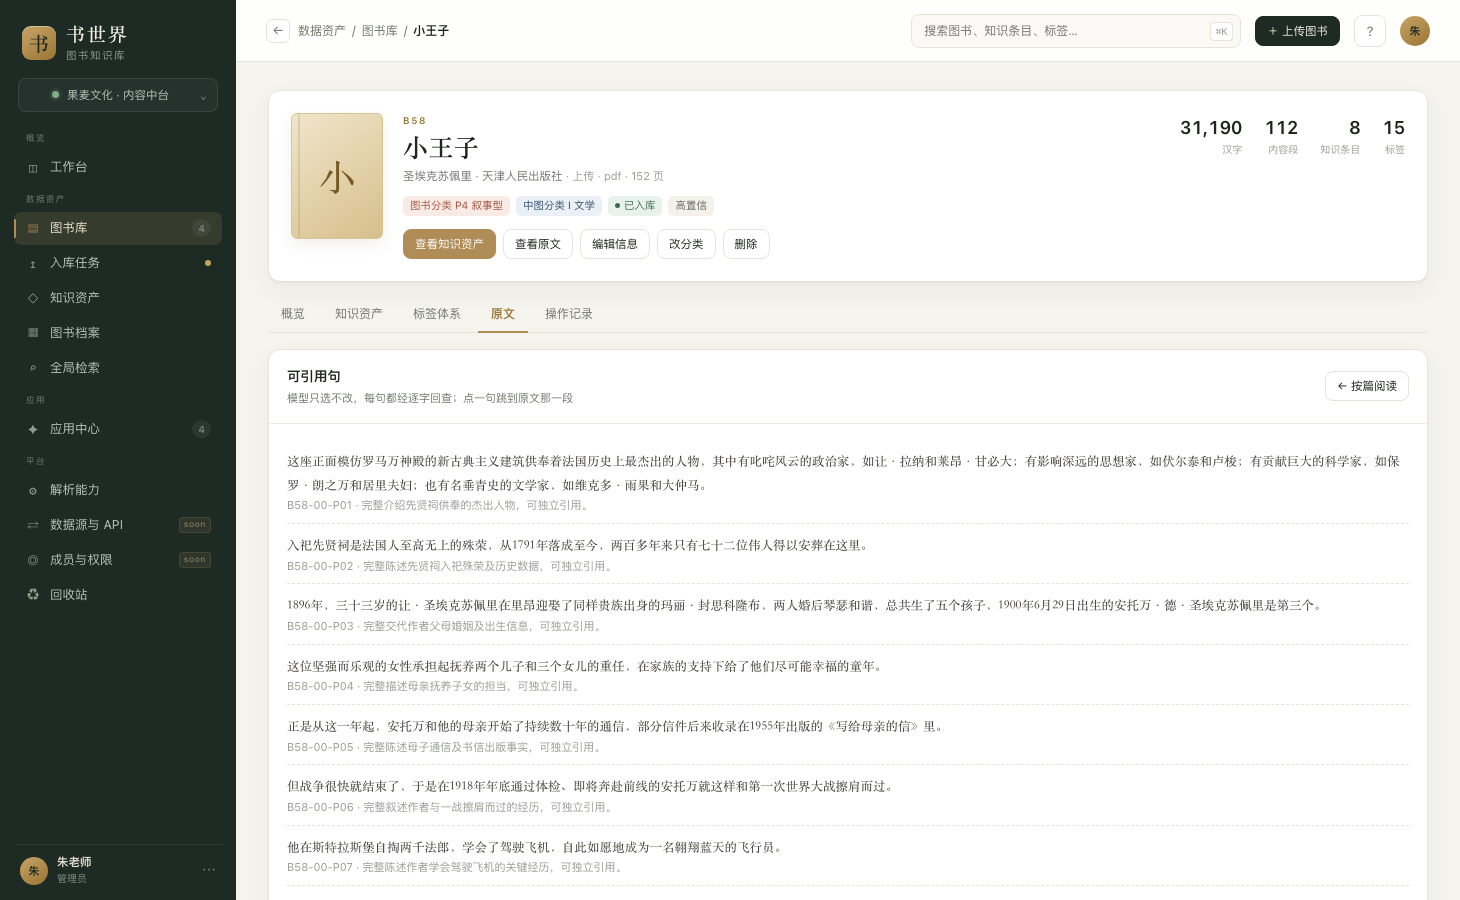 书
书世界
图书知识库
果麦文化 · 内容中台
概览
工作台
数据资产
图书库
4
入库任务
知识资产
图书档案
全局检索
应用
应用中心
4
平台
解析能力
数据源与 API
soon
成员与权限
soon
回收站
朱
朱老师
管理员
···
← 数据资产 / 图书库 / 小王子
搜索图书、知识条目、标签…
⌘K
+ 上传图书
?
朱
小
B58
小王子
圣埃克苏佩里 · 天津人民出版社 · 上传 · pdf · 152 页
图书分类 P4 叙事型
中图分类 I 文学
已入库
高置信
查看知识资产
查看原文
编辑信息
改分类
删除
31,190
汉字
112
内容段
8
知识条目
15
标签
概览
知识资产
标签体系
原文
操作记录
可引用句
模型只选不改，每句都经逐字回查；点一句跳到原文那一段
← 按篇阅读
这座正面模仿罗马万神殿的新古典主义建筑供奉着法国历史上最杰出的人物，其中有叱咤风云的政治家，如让 · 拉纳和莱昂 · 甘必大；有影响深远的思想家，如伏尔泰和卢梭；有贡献巨大的科学家，如保
罗 · 朗之万和居里夫妇；也有名垂青史的文学家，如维克多 · 雨果和大仲马。
B58-00-P01 · 完整介绍先贤祠供奉的杰出人物，可独立引用。
入祀先贤祠是法国人至高无上的殊荣，从1791年落成至今，两百多年来只有七十二位伟人得以安葬在这里。
B58-00-P02 · 完整陈述先贤祠入祀殊荣及历史数据，可独立引用。
1896年，三十三岁的让 · 圣埃克苏佩里在里昂迎娶了同样贵族出身的玛丽 · 封思科隆布，两人婚后琴瑟和谐，总共生了五个孩子，1900年6月29日出生的安托万 · 德 · 圣埃克苏佩里是第三个。
B58-00-P03 · 完整交代作者父母婚姻及出生信息，可独立引用。
这位坚强而乐观的女性承担起抚养两个儿子和三个女儿的重任，在家族的支持下给了他们尽可能幸福的童年。
B58-00-P04 · 完整描述母亲抚养子女的担当，可独立引用。
正是从这一年起，安托万和他的母亲开始了持续数十年的通信，部分信件后来收录在1955年出版的《写给母亲的信》里。
B58-00-P05 · 完整陈述母子通信及书信出版事实，可独立引用。
但战争很快就结束了，于是在1918年年底通过体检、即将奔赴前线的安托万就这样和第一次世界大战擦肩而过。
B58-00-P06 · 完整叙述作者与一战擦肩而过的经历，可独立引用。
他在斯特拉斯堡自掏两千法郎，学会了驾驶飞机，自此如愿地成为一名翱翔蓝天的飞行员。
B58-00-P07 · 完整陈述作者学会驾驶飞机的关键经历，可独立引用。